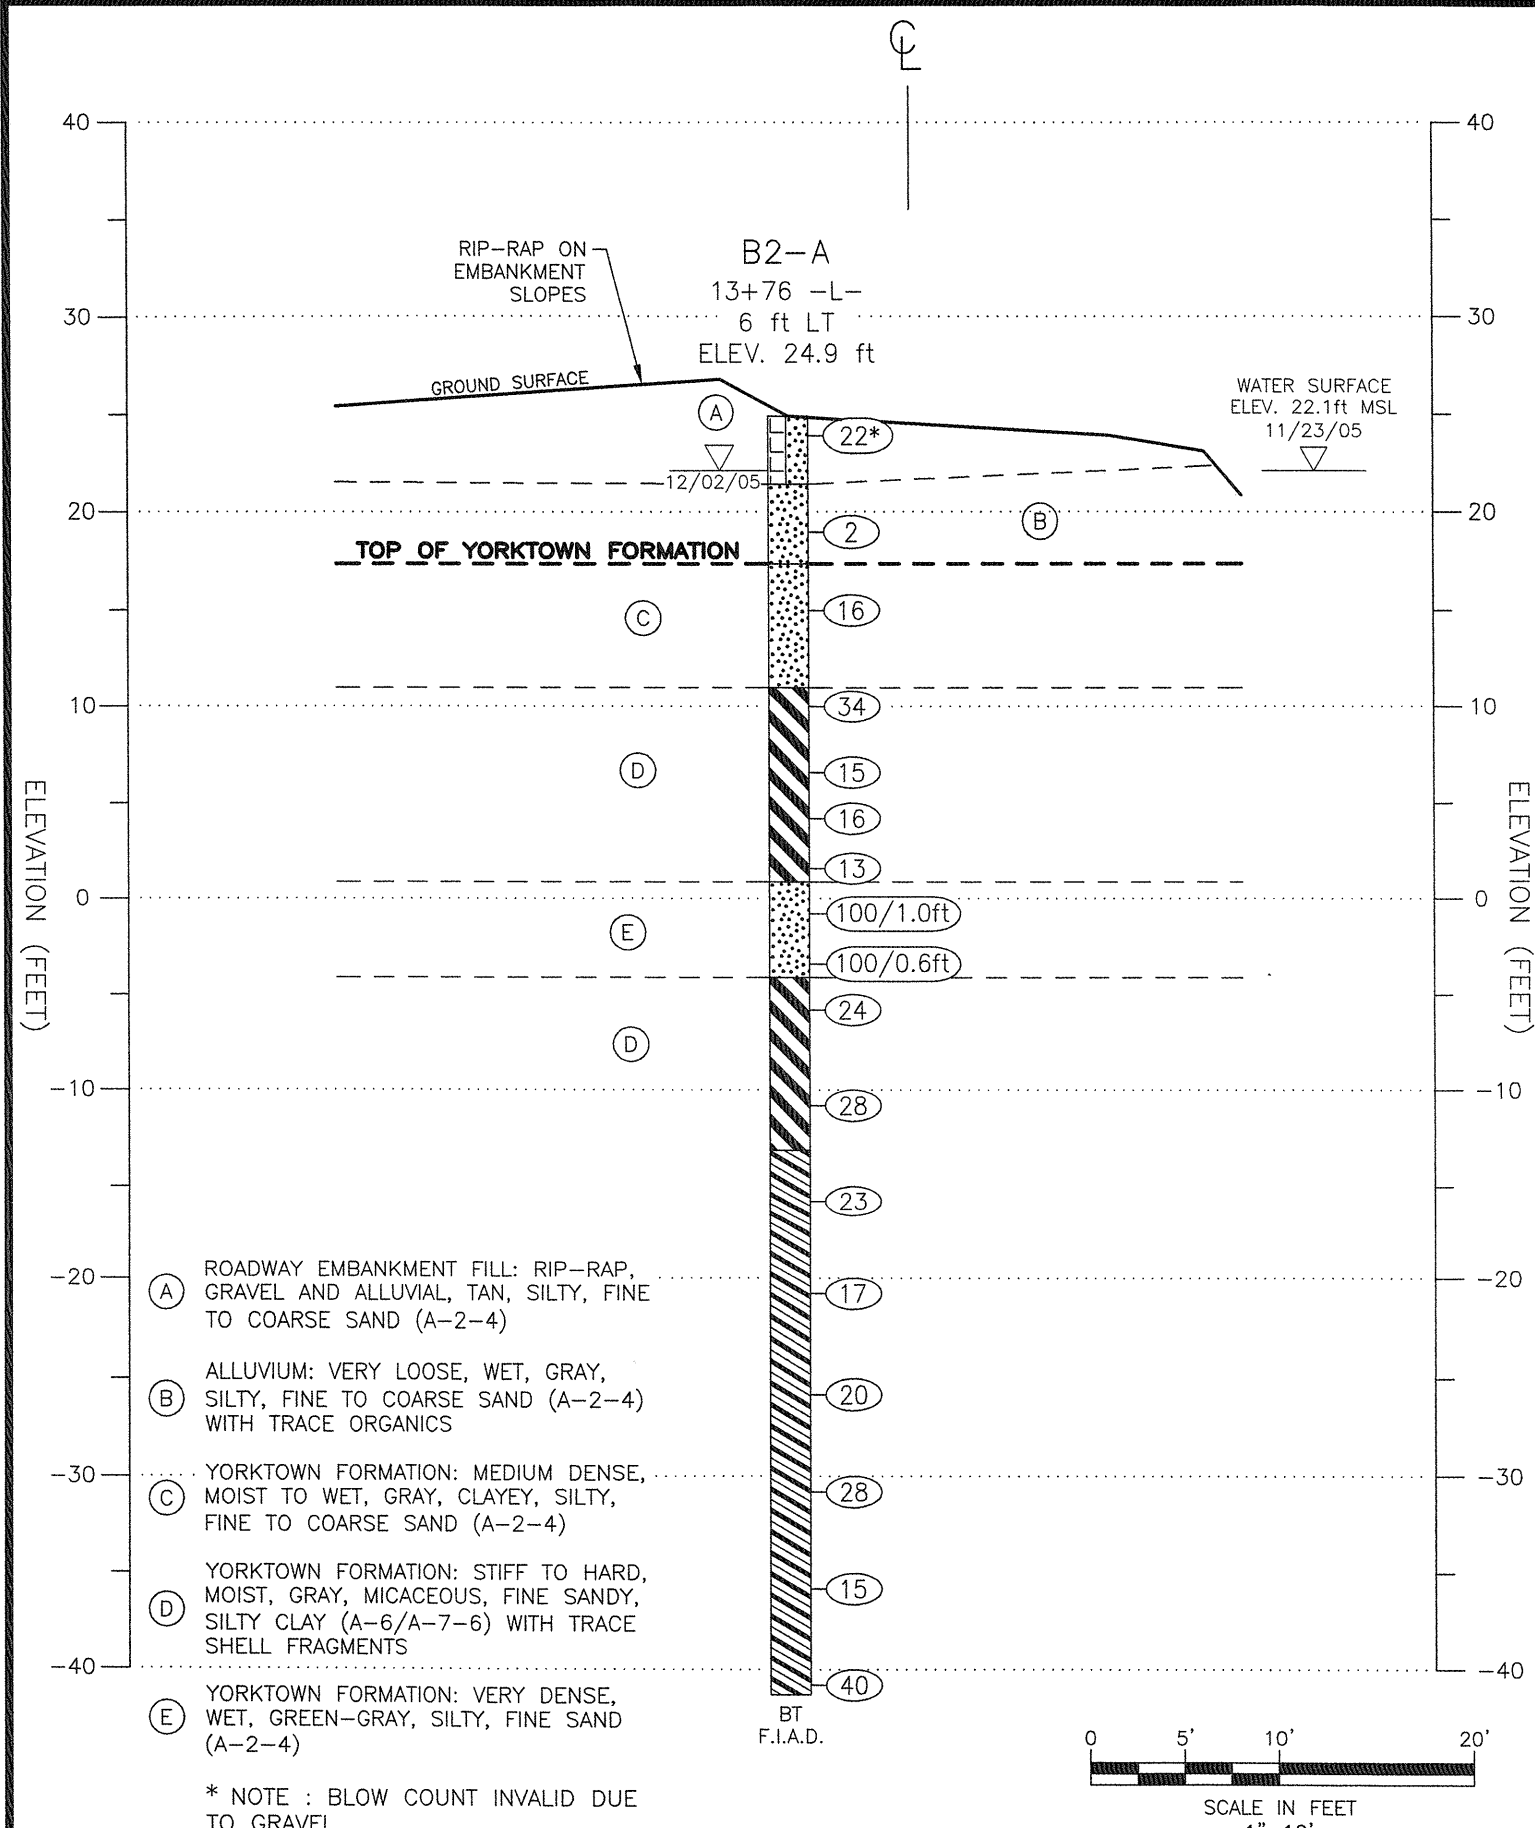 CL
40
40
RIP-RAP ON
EMBANKMENT
SLOPES
B2-A
13+76 -L-
6 ft LT
ELEV. 24.9 ft
30
30
GROUND SURFACE
WATER SURFACE
ELEV. 22.1ft MSL
11/23/05
A
22*
12/02/05
20
20
B
2
TOP OF YORKTOWN FORMATION
C
16
10
10
34
D
15
16
13
ELEVATION (FEET)
ELEVATION (FEET)
0
0
100/1.0ft
E
100/0.6ft
24
D
-10
-10
28
23
-20
-20
17
20
-30
-30
28
15
-40
-40
40
BT
F.I.A.D.
A
ROADWAY EMBANKMENT FILL: RIP-RAP,
GRAVEL AND ALLUVIAL, TAN, SILTY, FINE
TO COARSE SAND (A-2-4)
B
ALLUVIUM: VERY LOOSE, WET, GRAY,
SILTY, FINE TO COARSE SAND (A-2-4)
WITH TRACE ORGANICS
C
YORKTOWN FORMATION: MEDIUM DENSE,
MOIST TO WET, GRAY, CLAYEY, SILTY,
FINE TO COARSE SAND (A-2-4)
D
YORKTOWN FORMATION: STIFF TO HARD,
MOIST, GRAY, MICACEOUS, FINE SANDY,
SILTY CLAY (A-6/A-7-6) WITH TRACE
SHELL FRAGMENTS
E
YORKTOWN FORMATION: VERY DENSE,
WET, GREEN-GRAY, SILTY, FINE SAND
(A-2-4)
* NOTE : BLOW COUNT INVALID DUE
TO GRAVEL
0 5' 10' 20'
SCALE IN FEET